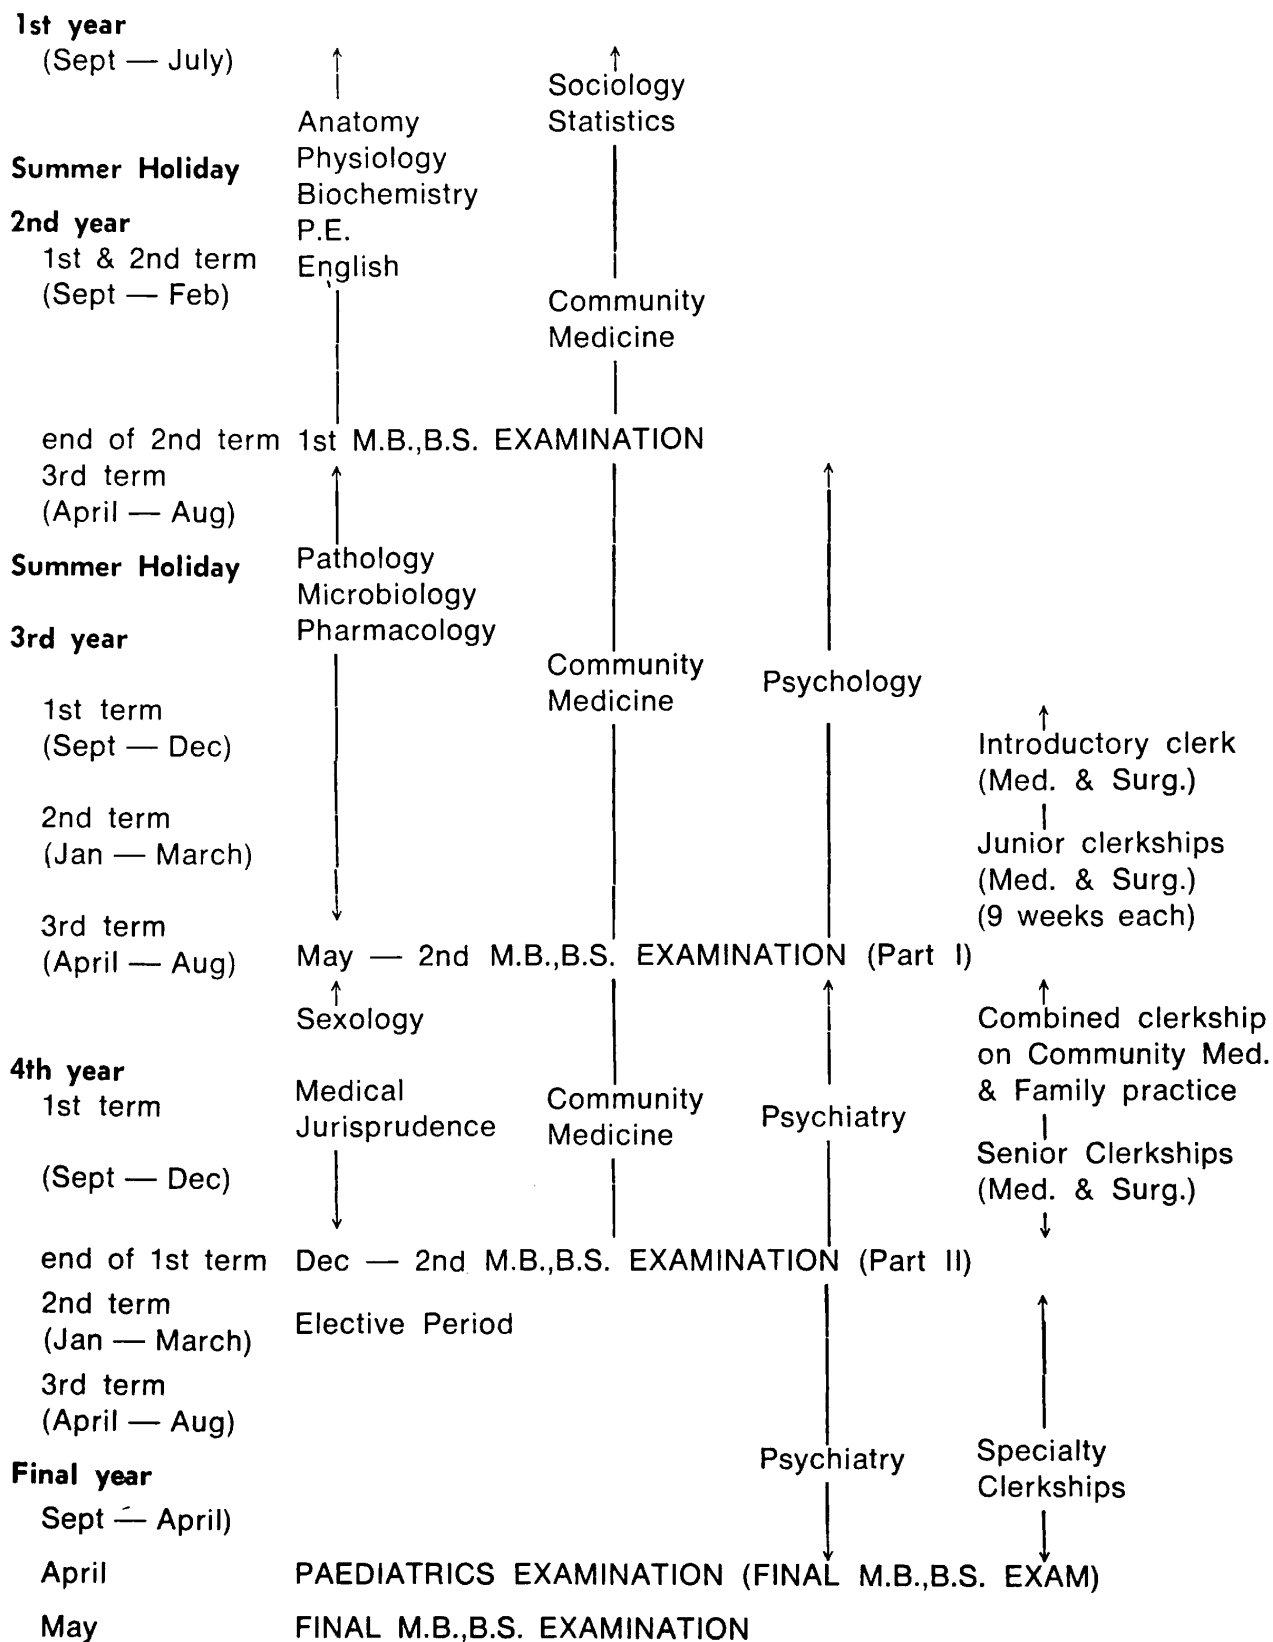 1st year
(Sept — July)
Sociology
Anatomy Statistics
Summer Holiday Physiology
Biochemistry
2nd year P.E.
1st & 2nd term English
(Sept — Feb) Community
Medicine
end of 2nd term 1st M.B.,B.S. EXAMINATION
3rd term
(April — Aug)
Summer Holiday Pathology
Microbiology
3rd year Pharmacology
Community
Medicine Psychology
1st term
(Sept — Dec) Introductory clerk
(Med. & Surg.)
2nd term
(Jan — March) Junior clerkships
(Med. & Surg.)
3rd term (9 weeks each)
(April — Aug) May — 2nd M.B.,B.S. EXAMINATION (Part I)
Sexology Combined clerkship
on Community Med.
4th year
1st term Medical Community Psychiatry & Family practice
Jurisprudence Medicine
Senior Clerkships
(Sept — Dec) (Med. & Surg.)
end of 1st term Dec — 2nd M.B.,B.S. EXAMINATION (Part II)
2nd term
(Jan — March) Elective Period
3rd term
(April — Aug)
Psychiatry Specialty
Final year Clerkships
Sept — April)
April PAEDIATRICS EXAMINATION (FINAL M.B.,B.S. EXAM)
May FINAL M.B.,B.S. EXAMINATION